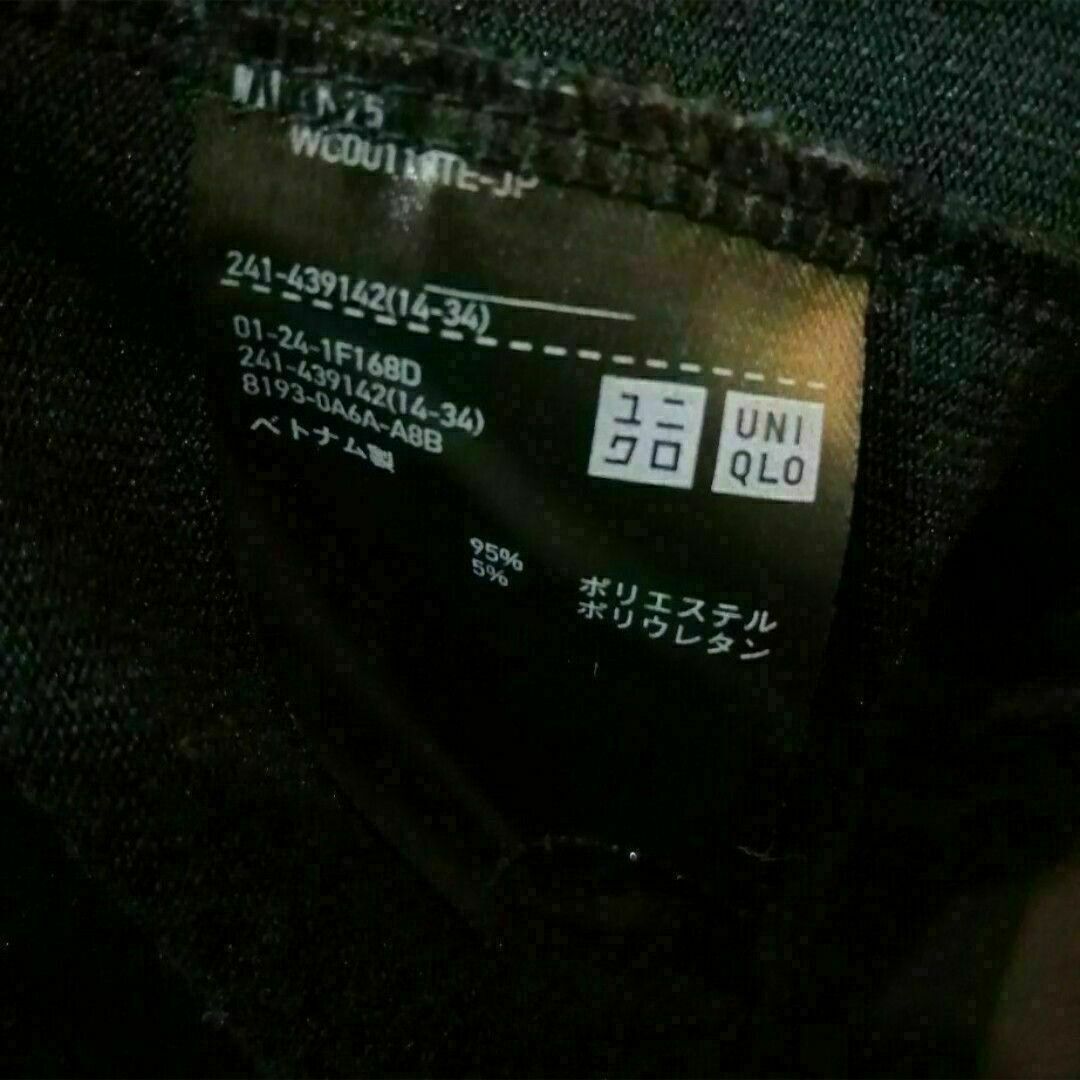 241-439142(14-34)
01-24-1F168D
241-439142(14-34)
8193-0A6A-A8B
ベトナム製
ユニ
クロ
UNI
QLO
95% ポリエステル
5% ポリウレタン